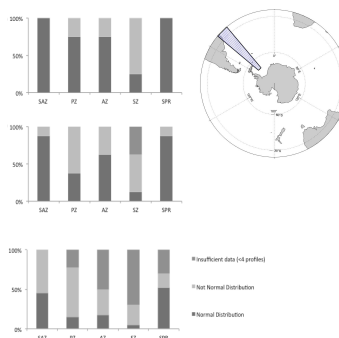 100%
50%
0%
SAZ PZ AZ SZ SPR
100%
50%
0%
SAZ PZ AZ SZ SPR
100%
50%
0%
SAZ PZ AZ SZ SPR
Insufficient data (<4 profiles)
Not Normal Distribution
Normal Distribution